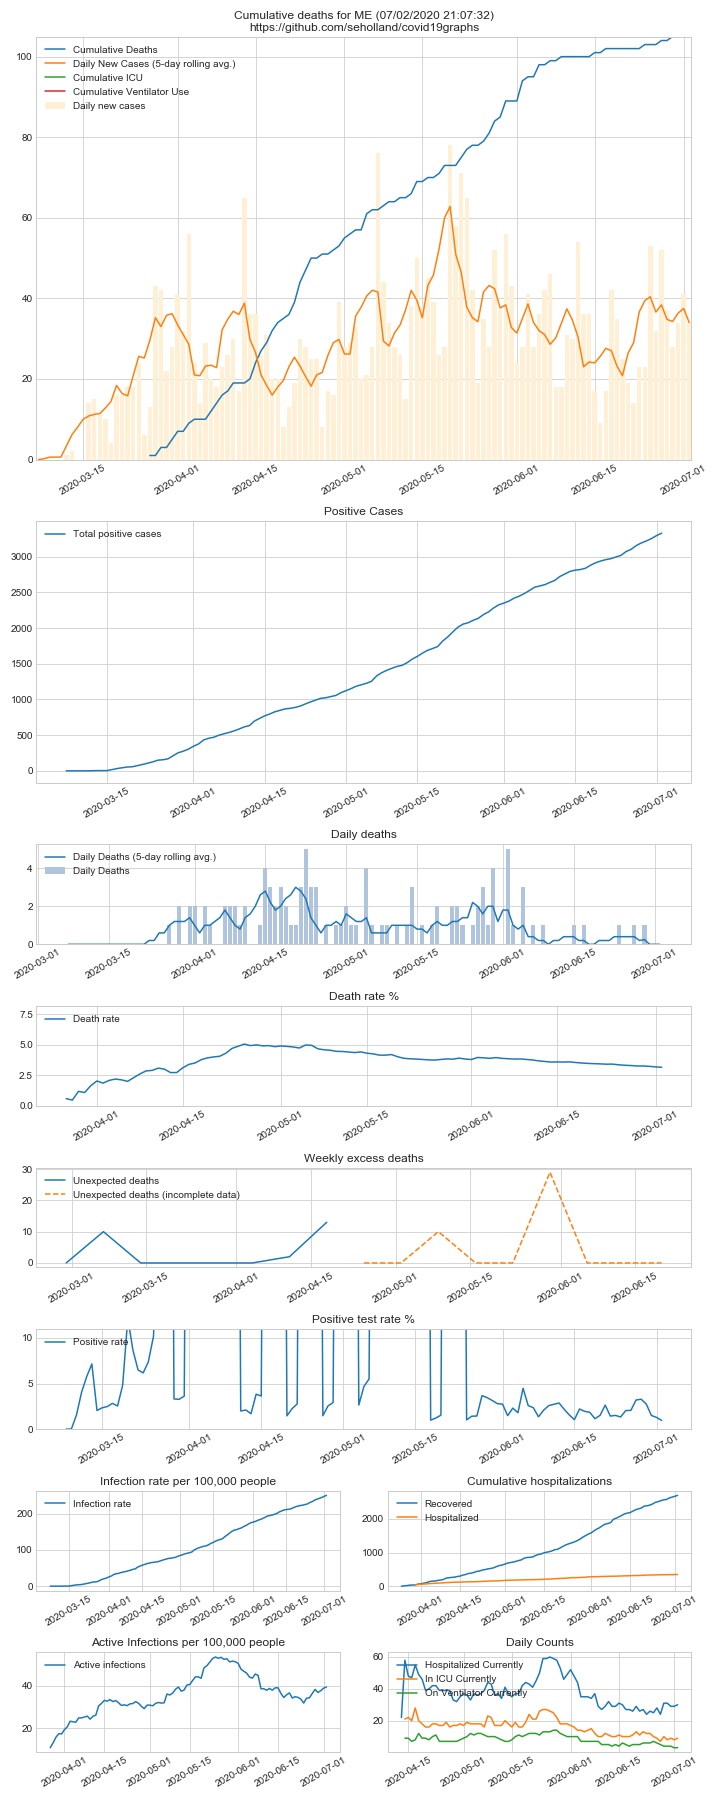 Cumulative deaths for ME (07/02/2020 21:07:32)
https://github.com/seholland/covid19graphs
Cumulative Deaths
Daily New Cases (5-day rolling avg.)
Cumulative ICU
Cumulative Ventilator Use
Daily new cases
100
80
60
40
20
0
2020-03-15 2020-04-01 2020-04-15 2020-05-01 2020-05-15 2020-06-01 2020-06-15 2020-07-01
Positive Cases
Total positive cases
3000
2500
2000
1500
1000
500
0
2020-03-15 2020-04-01 2020-04-15 2020-05-01 2020-05-15 2020-06-01 2020-06-15 2020-07-01
Daily deaths
Daily Deaths (5-day rolling avg.)
Daily Deaths
4
2
0
2020-03-01 2020-03-15 2020-04-01 2020-04-15 2020-05-01 2020-05-15 2020-06-01 2020-06-15 2020-07-01
Death rate %
Death rate
7.5
5.0
2.5
0.0
2020-04-01 2020-04-15 2020-05-01 2020-05-15 2020-06-01 2020-06-15 2020-07-01
Weekly excess deaths
Unexpected deaths
Unexpected deaths (incomplete data)
30
20
10
0
2020-03-01 2020-03-15 2020-04-01 2020-04-15 2020-05-01 2020-05-15 2020-06-01 2020-06-15
Positive test rate %
Positive rate
10
5
0
2020-03-15 2020-04-01 2020-04-15 2020-05-01 2020-05-15 2020-06-01 2020-06-15 2020-07-01
Infection rate per 100,000 people
Infection rate
200
100
0
2020-03-15 2020-04-01 2020-04-15 2020-05-01 2020-05-15 2020-06-01 2020-06-15 2020-07-01
Cumulative hospitalizations
Recovered
Hospitalized
2000
1000
0
2020-04-01 2020-04-15 2020-05-01 2020-05-15 2020-06-01 2020-06-15 2020-07-01
Active Infections per 100,000 people
Active infections
40
20
2020-04-01 2020-04-15 2020-05-01 2020-05-15 2020-06-01 2020-06-15 2020-07-01
Daily Counts
Hospitalized Currently
In ICU Currently
On Ventilator Currently
60
40
20
2020-04-15 2020-05-01 2020-05-15 2020-06-01 2020-06-15 2020-07-01